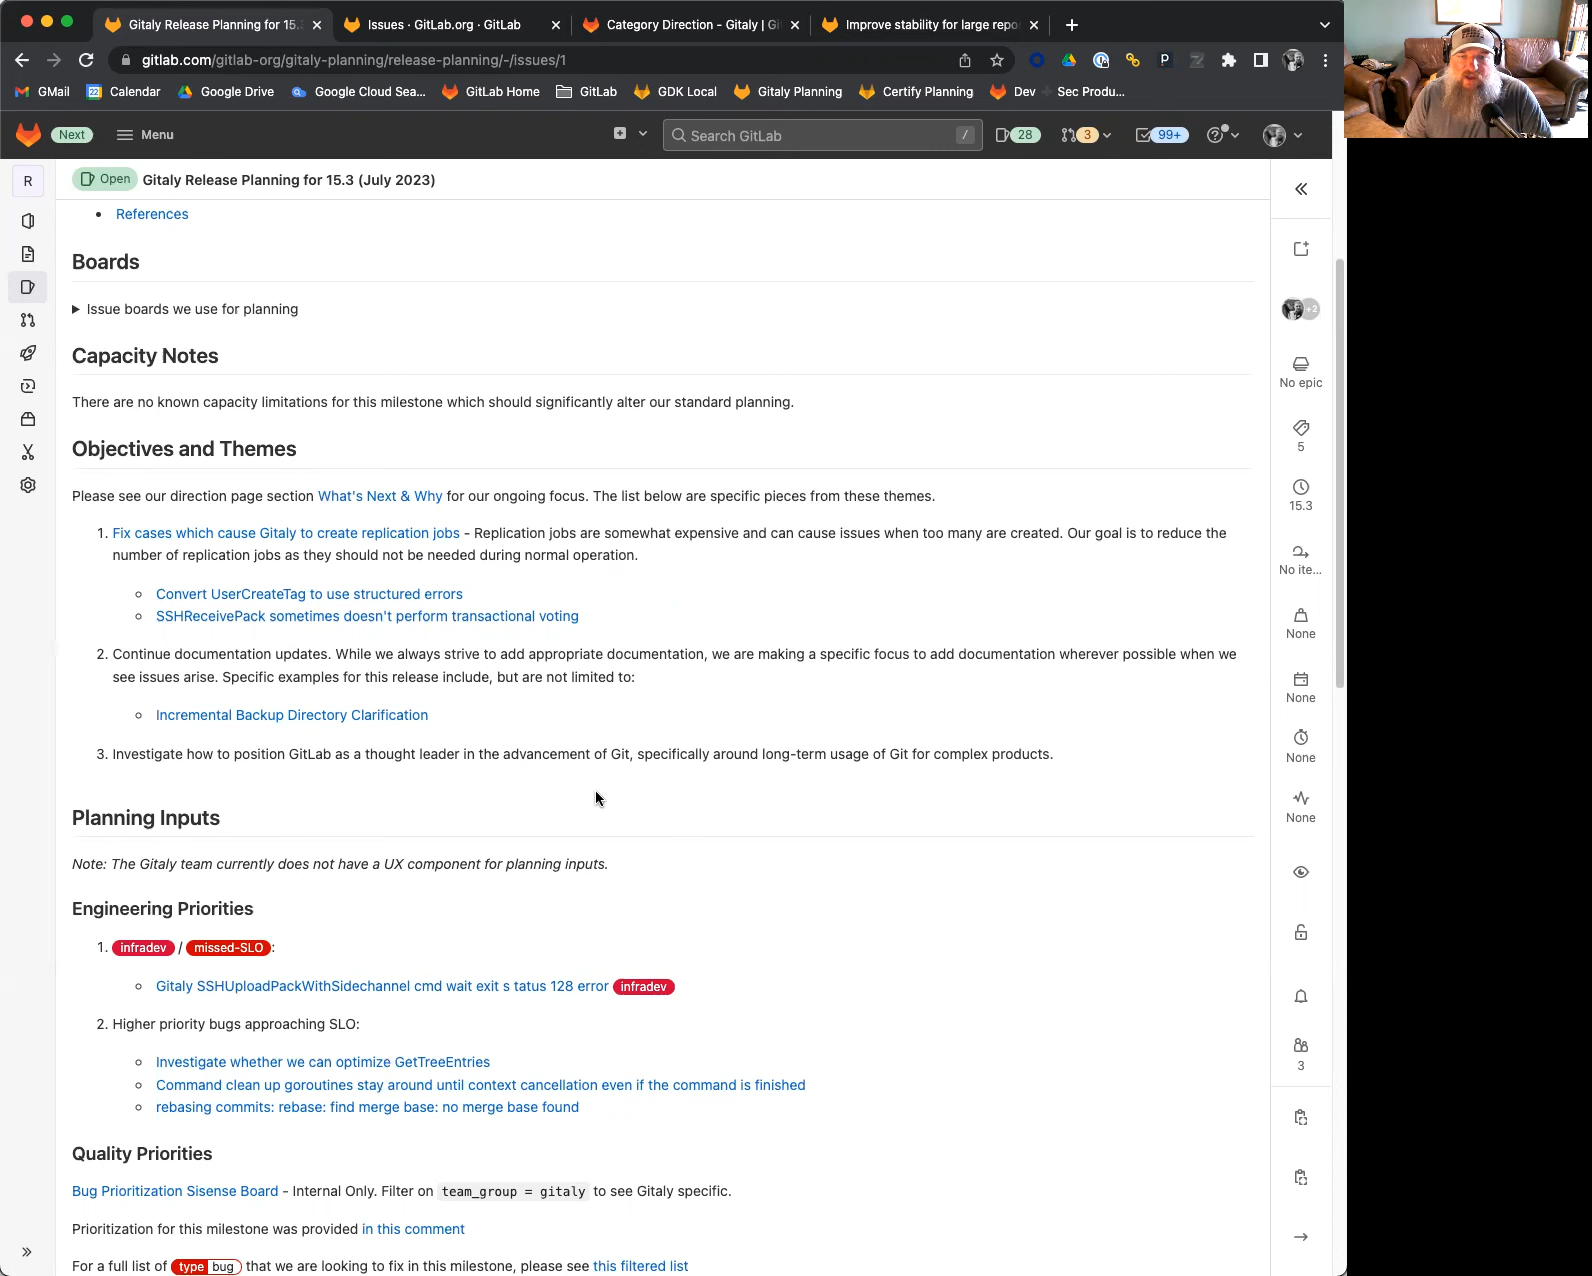 Gitaly Release Planning for 15.
Issues · GitLab.org · GitLab
Category Direction - Gitaly | Gi
Improve stability for large repo
gitlab.com/gitlab-org/gitaly-planning/release-planning/-/issues/1
GMail
Calendar
Google Drive
Google Cloud Sea...
GitLab Home
GitLab
GDK Local
Gitaly Planning
Certify Planning
Dev
Sec Produ...
Next
Menu
Search GitLab
/
28
3
99+
R
Open
Gitaly Release Planning for 15.3 (July 2023)
• References
Boards
Issue boards we use for planning
Capacity Notes
There are no known capacity limitations for this milestone which should significantly alter our standard planning.
Objectives and Themes
Please see our direction page section What's Next & Why for our ongoing focus. The list below are specific pieces from these themes.
1. Fix cases which cause Gitaly to create replication jobs - Replication jobs are somewhat expensive and can cause issues when too many are created. Our goal is to reduce the
number of replication jobs as they should not be needed during normal operation.
Convert UserCreateTag to use structured errors
SSHReceivePack sometimes doesn't perform transactional voting
2. Continue documentation updates. While we always strive to add appropriate documentation, we are making a specific focus to add documentation wherever possible when we
see issues arise. Specific examples for this release include, but are not limited to:
Incremental Backup Directory Clarification
3. Investigate how to position GitLab as a thought leader in the advancement of Git, specifically around long-term usage of Git for complex products.
Planning Inputs
Note: The Gitaly team currently does not have a UX component for planning inputs.
Engineering Priorities
1. infradev / missed-SLO:
Gitaly SSHUploadPackWithSidechannel cmd wait exit s tatus 128 error infradev
2. Higher priority bugs approaching SLO:
Investigate whether we can optimize GetTreeEntries
Command clean up goroutines stay around until context cancellation even if the command is finished
rebasing commits: rebase: find merge base: no merge base found
Quality Priorities
Bug Prioritization Sisense Board - Internal Only. Filter on team_group = gitaly to see Gitaly specific.
Prioritization for this milestone was provided in this comment
For a full list of type bug that we are looking to fix in this milestone, please see this filtered list
+2
No epic
5
15.3
No ite...
None
None
None
None
3